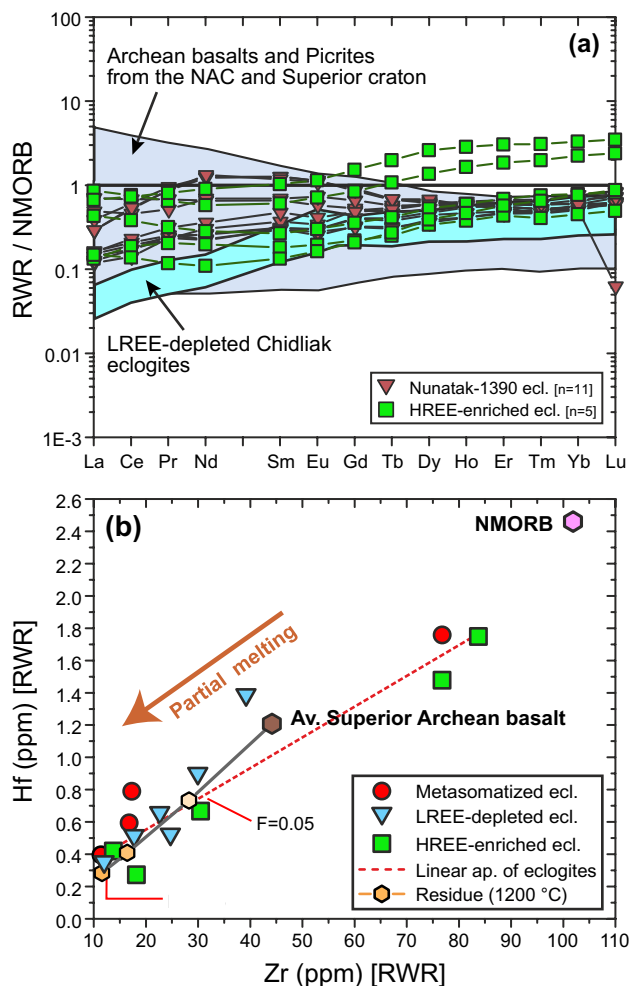 (a)
Archean basalts and Picrites
from the NAC and Superior craton
100
10
1
0.1
0.01
1E-3
RWR / NMORB
LREE-depleted Chidliak
eclogites
Nunatak-1390 ecl. [n=11]
HREE-enriched ecl. [n=5]
La Ce Pr Nd Sm Eu Gd Tb Dy Ho Er Tm Yb Lu
(b)
2.6
2.4
2.2
2.0
1.8
1.6
1.4
1.2
1.0
0.8
0.6
0.4
0.2
0.0
Hf (ppm) [RWR]
NMORB
Partial melting
Av. Superior Archean basalt
F=0.05
Metasomatized ecl.
LREE-depleted ecl.
HREE-enriched ecl.
Linear ap. of eclogites
Residue (1200 °C)
10 20 30 40 50 60 70 80 90 100 110
Zr (ppm) [RWR]